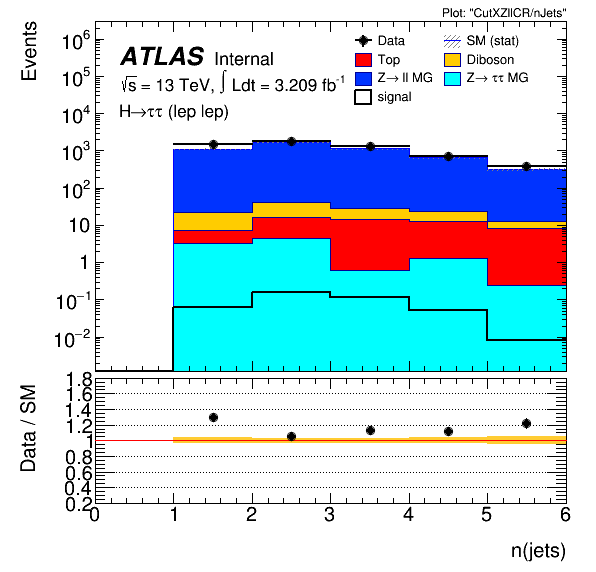 Plot: "CutXZllCR/nJets"
Events
ATLAS Internal
√s = 13 TeV, ∫ Ldt = 3.209 fb⁻¹
H→ττ (lep lep)
Data
SM (stat)
Top
Diboson
Z→ ll MG
Z→ ττ MG
signal
10⁶
10⁵
10⁴
10³
10²
10
1
10⁻¹
10⁻²
Data / SM
1.8
1.6
1.4
1.2
1
0.8
0.6
0.4
0.2
0 1 2 3 4 5 6
n(jets)